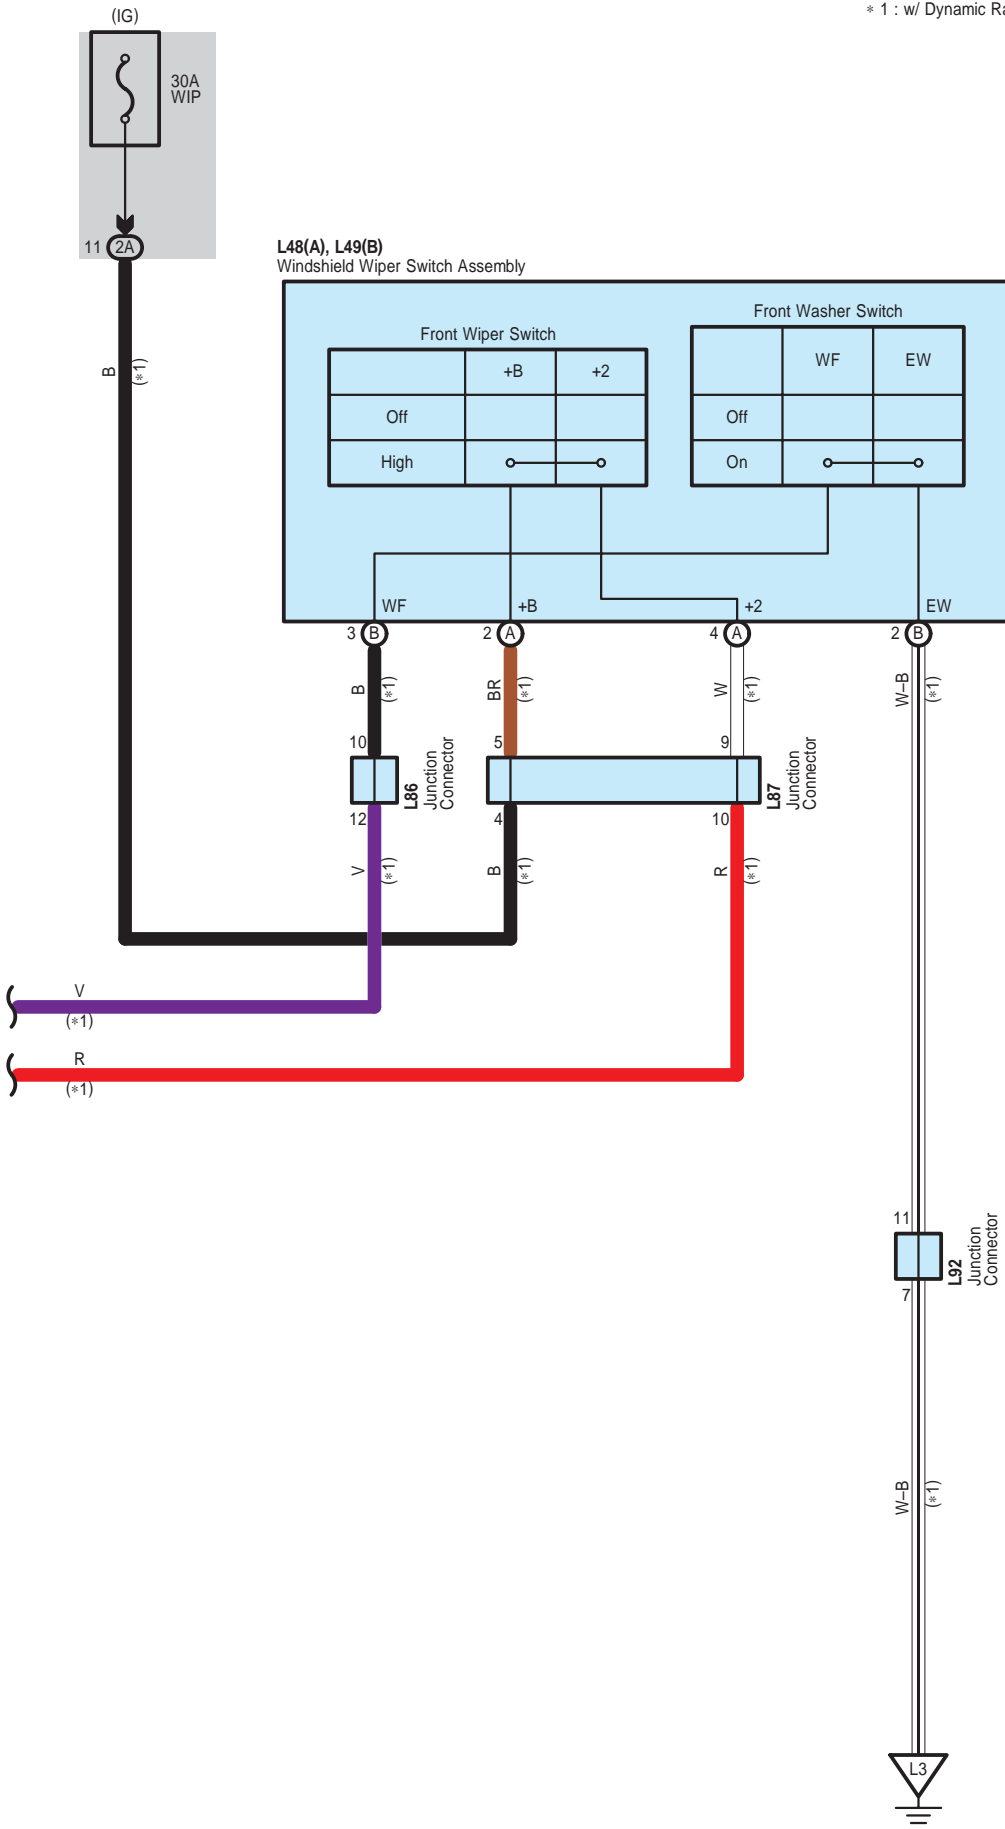 (IG)
∗ 1 : w/ Dynamic Ra
30A
WIP
11 2A
L48(A), L49(B)
Windshield Wiper Switch Assembly
Front Wiper Switch
+B +2
Off
High
Front Washer Switch
WF EW
Off
On
B
(∗1)
WF +B +2 EW
3 B 2 A 4 A 2 B
B
(∗1)
BR
(∗1)
W
(∗1)
W–B
(∗1)
10 5 9
L86
Junction
Connector
L87
Junction
Connector
12 4 10
V
(∗1)
B
(∗1)
R
(∗1)
V
(∗1)
R
(∗1)
11
L92
Junction
Connector
7
W–B
(∗1)
L3